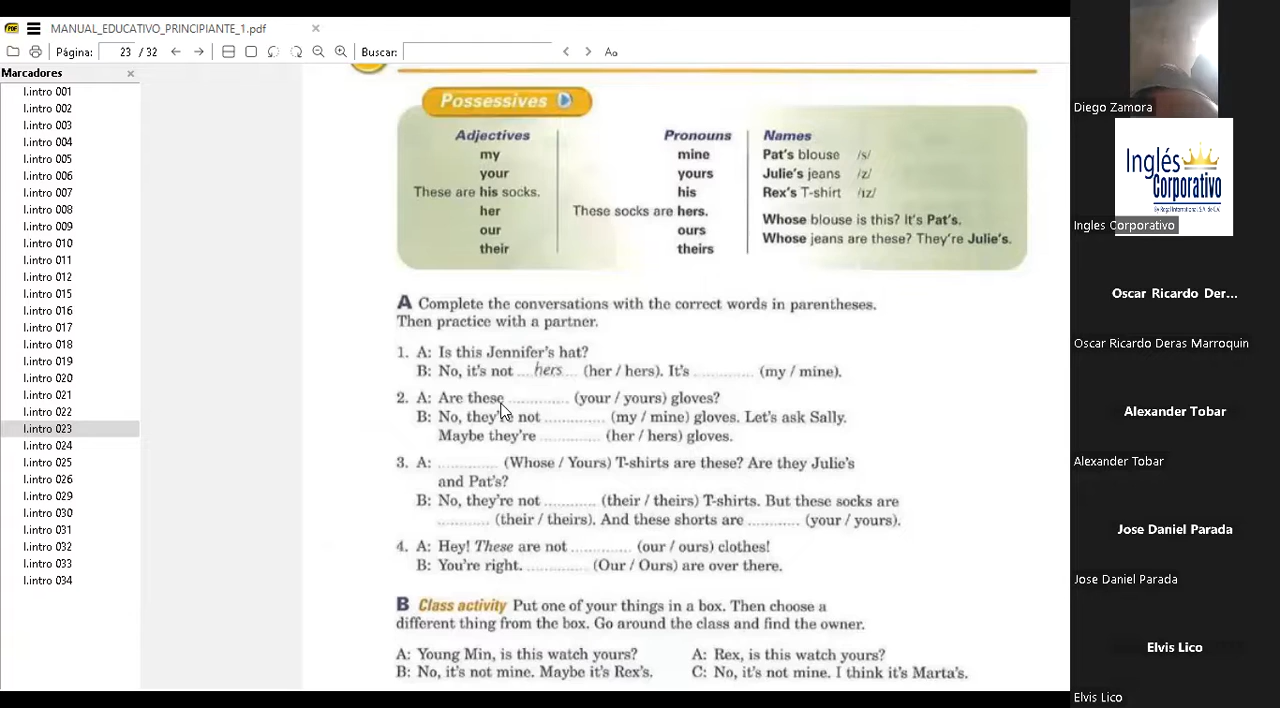 MANUAL_EDUCATIVO_PRINCIPIANTE_1.pdf
Página: 23 / 32 Buscar: Aa
Marcadores
I.intro 001
I.intro 002
I.intro 003
I.intro 004
I.intro 005
I.intro 006
I.intro 007
I.intro 008
I.intro 009
I.intro 010
I.intro 011
I.intro 012
I.intro 015
I.intro 016
I.intro 017
I.intro 018
I.intro 019
I.intro 020
I.intro 021
I.intro 022
I.intro 023
I.intro 024
I.intro 025
I.intro 026
I.intro 029
I.intro 030
I.intro 031
I.intro 032
I.intro 033
I.intro 034
Possessives
Adjectives
my
your
These are his socks.
her
our
their
Pronouns
mine
yours
his
These socks are hers.
ours
theirs
Names
Pat's blouse /s/
Julie's jeans /z/
Rex's T-shirt /ɪz/
Whose blouse is this? It's Pat's.
Whose jeans are these? They're Julie's.
A Complete the conversations with the correct words in parentheses.
Then practice with a partner.
1. A: Is this Jennifer's hat?
B: No, it's not ....hers.... (her / hers). It's ............ (my / mine).
2. A: Are these ............ (your / yours) gloves?
B: No, they're not ............ (my / mine) gloves. Let's ask Sally.
Maybe they're ............ (her / hers) gloves.
3. A: ............ (Whose / Yours) T-shirts are these? Are they Julie's
and Pat's?
B: No, they're not ............ (their / theirs) T-shirts. But these socks are
............ (their / theirs). And these shorts are ............ (your / yours).
4. A: Hey! These are not ............ (our / ours) clothes!
B: You're right. ............ (Our / Ours) are over there.
B Class activity Put one of your things in a box. Then choose a
different thing from the box. Go around the class and find the owner.
A: Young Min, is this watch yours?
B: No, it's not mine. Maybe it's Rex's.
A: Rex, is this watch yours?
C: No, it's not mine. I think it's Marta's.
Diego Zamora
Inglés
Corporativo
Ingles Corporativo
Oscar Ricardo Der...
Oscar Ricardo Deras Marroquin
Alexander Tobar
Alexander Tobar
Jose Daniel Parada
Jose Daniel Parada
Elvis Lico
Elvis Lico